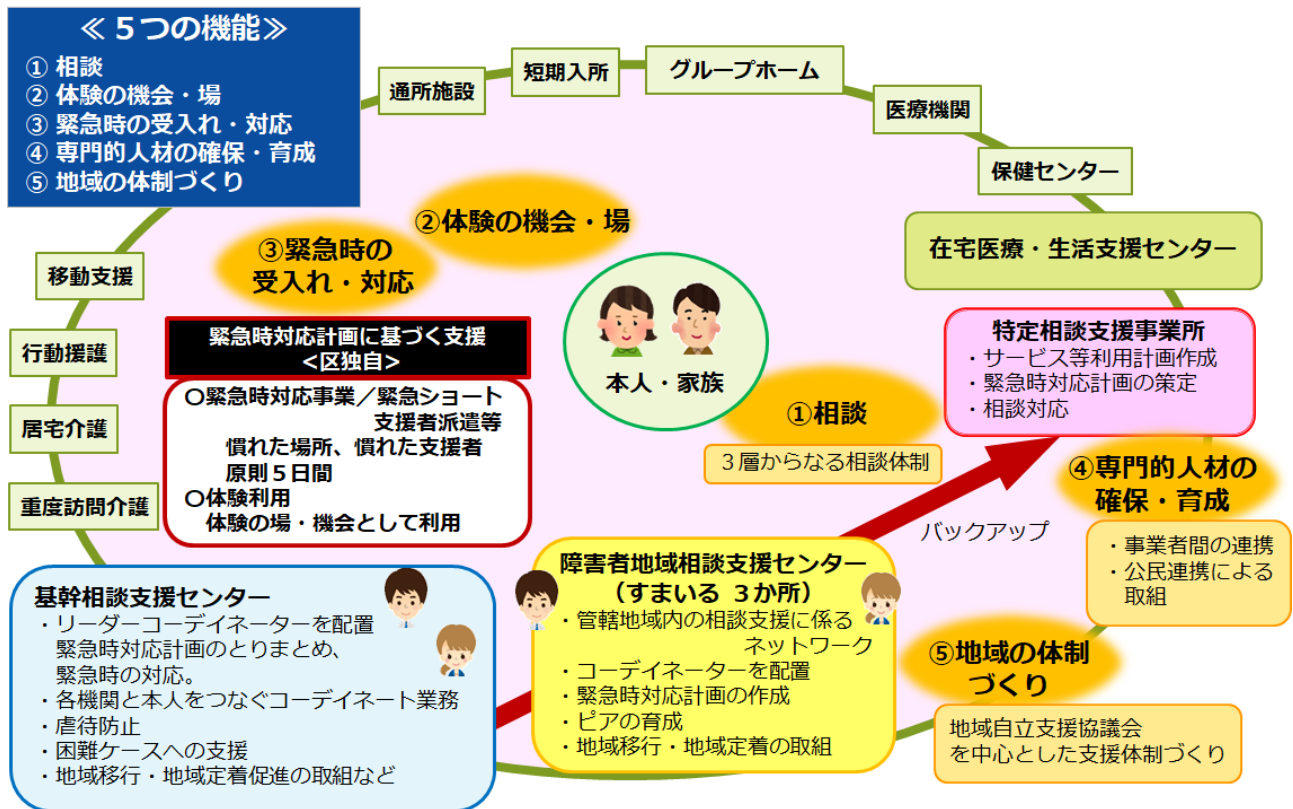 ≪５つの機能≫
① 相談
② 体験の機会・場
③ 緊急時の受入れ・対応
④ 専門的人材の確保・育成
⑤ 地域の体制づくり
通所施設
短期入所
グループホーム
医療機関
保健センター
在宅医療・生活支援センター
移動支援
行動援護
居宅介護
重度訪問介護
②体験の機会・場
③緊急時の
受入れ・対応
緊急時対応計画に基づく支援
<区独自>
〇緊急時対応事業／緊急ショート
支援者派遣等
慣れた場所、慣れた支援者
原則５日間
〇体験利用
体験の場・機会として利用
本人・家族
①相談
３層からなる相談体制
特定相談支援事業所
・サービス等利用計画作成
・緊急時対応計画の策定
・相談対応
④専門的人材の
確保・育成
・事業者間の連携
・公民連携による
取組
バックアップ
基幹相談支援センター
・リーダーコーデイネーターを配置
緊急時対応計画のとりまとめ、
緊急時の対応。
・各機関と本人をつなぐコーデイネート業務
・虐待防止
・困難ケースへの支援
・地域移行・地域定着促進の取組など
障害者地域相談支援センター
（すまいる ３か所）
・管轄地域内の相談支援に係る
ネットワーク
・コーデイネーターを配置
・緊急時対応計画の作成
・ピアの育成
・地域移行・地域定着の取組
⑤地域の体制
づくり
地域自立支援協議会
を中心とした支援体制づくり